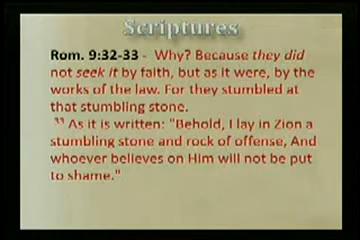 Scriptures
Rom. 9:32-33 - Why? Because they did
not seek it by faith, but as it were, by the
works of the law. For they stumbled at
that stumbling stone.
33 As it is written: "Behold, I lay in Zion a
stumbling stone and rock of offense, And
whoever believes on Him will not be put
to shame."